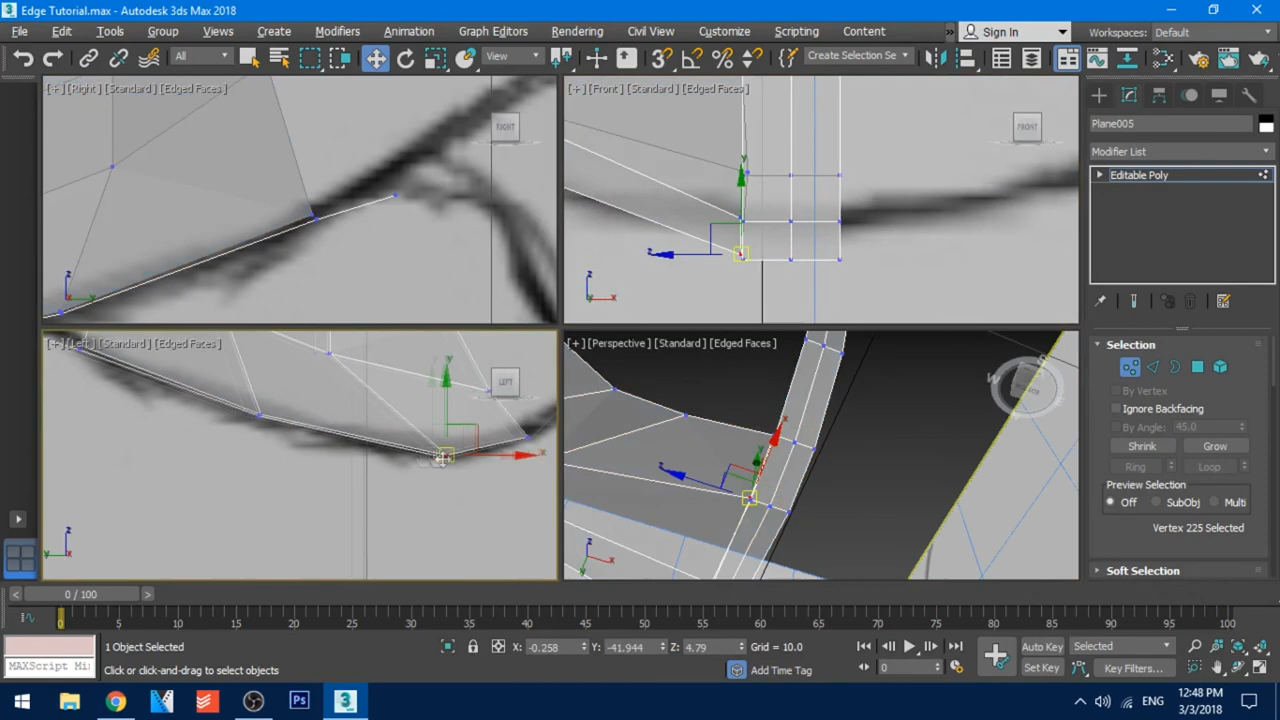 Edge Tutorial.max - Autodesk 3ds Max 2018
File Edit Tools Group Views Create Modifiers Animation Graph Editors Rendering Civil View Customize Scripting Content » Sign In Workspaces: Default
All View Create Selection Se
[+] [Right] [Standard] [Edged Faces]
RIGHT
[+] [Front] [Standard] [Edged Faces]
FRONT
[+] [Left] [Standard] [Edged Faces]
LEFT
[+] [Perspective] [Standard] [Edged Faces]
Plane005
Modifier List
Editable Poly
Selection
By Vertex
Ignore Backfacing
By Angle: 45.0
Shrink Grow
Ring Loop
Preview Selection
Off SubObj Multi
Vertex 225 Selected
Soft Selection
0 / 100
0 5 10 15 20 25 30 35 40 45 50 55 60 65 70 75 80 85 90 95 100
1 Object Selected
X: -0.258 Y: -41.944 Z: 4.79 Grid = 10.0
Auto Key Selected
MAXScript Mi
Click or click-and-drag to select objects
Add Time Tag
0
Set Key Key Filters...
ENG
12:48 PM
3/3/2018